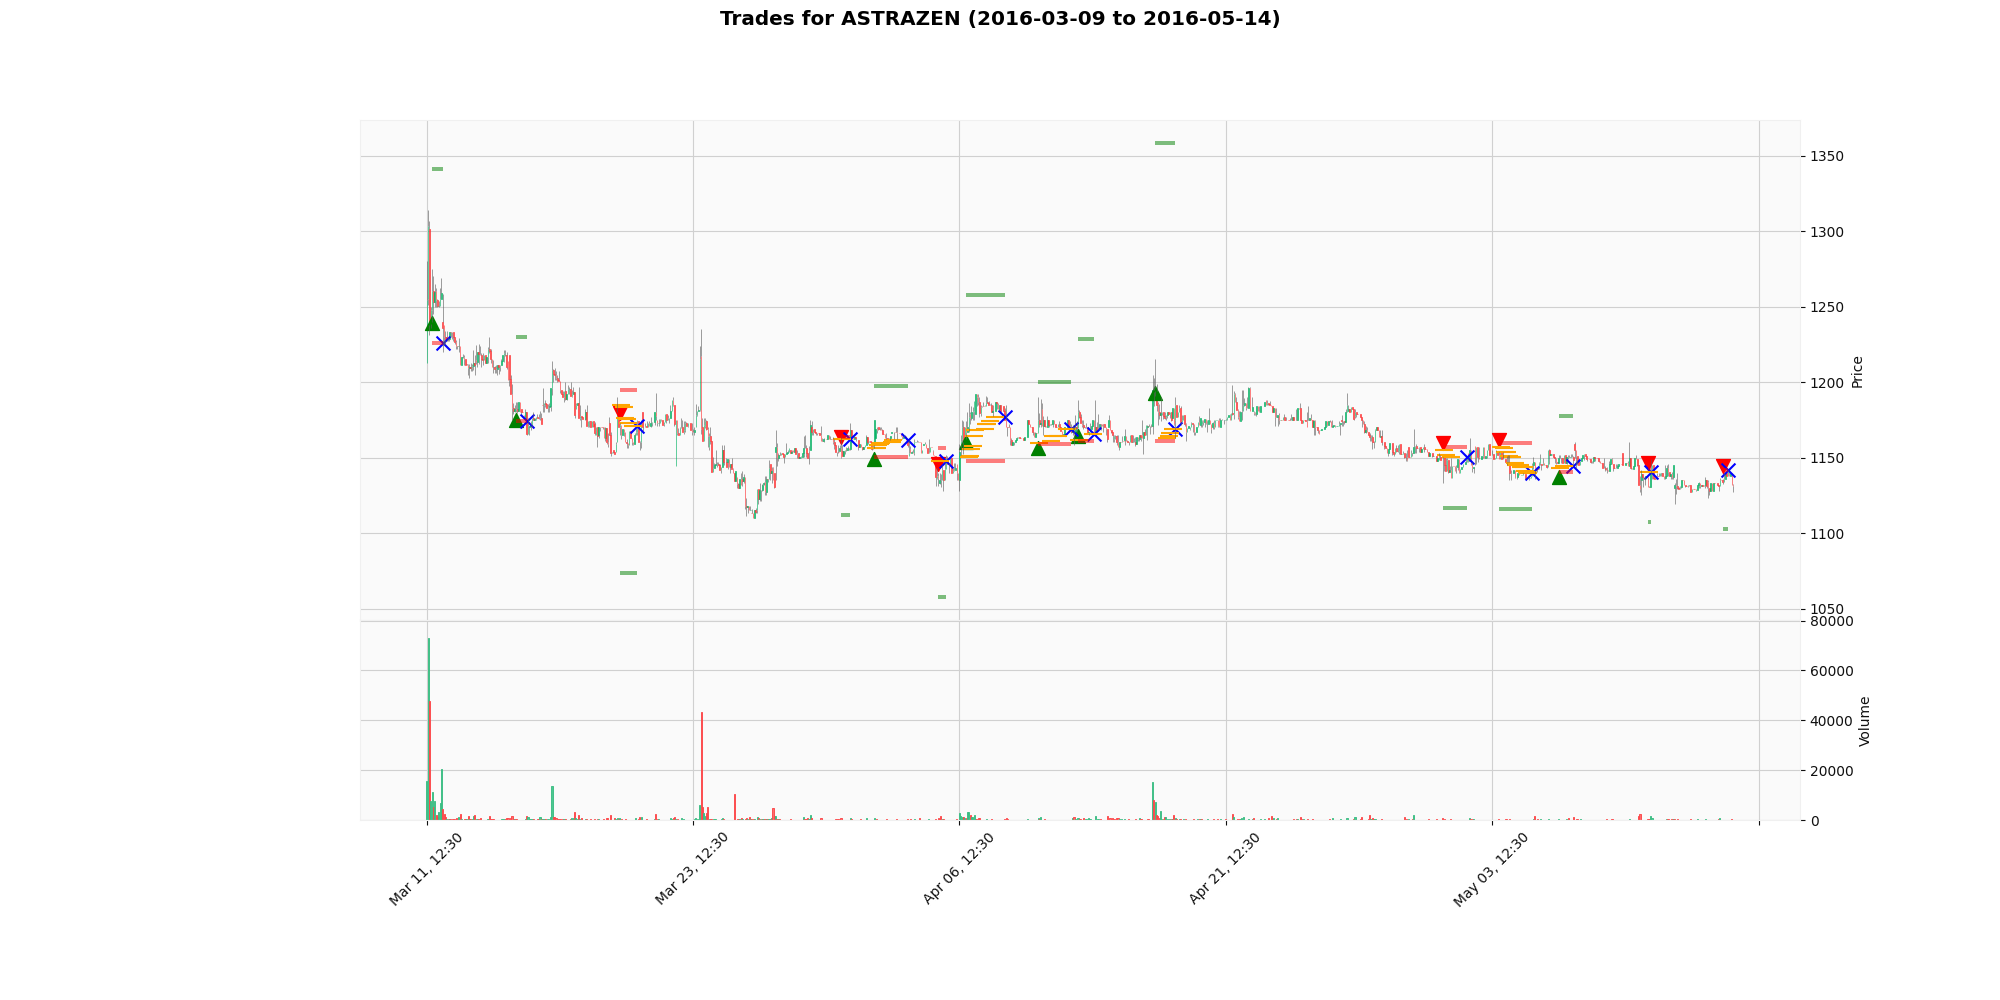 Trades for ASTRAZEN (2016-03-09 to 2016-05-14)
1350
1300
1250
1200
1150
1100
1050
Price
80000
60000
40000
20000
0
Volume
Mar 11, 12:30
Mar 23, 12:30
Apr 06, 12:30
Apr 21, 12:30
May 03, 12:30